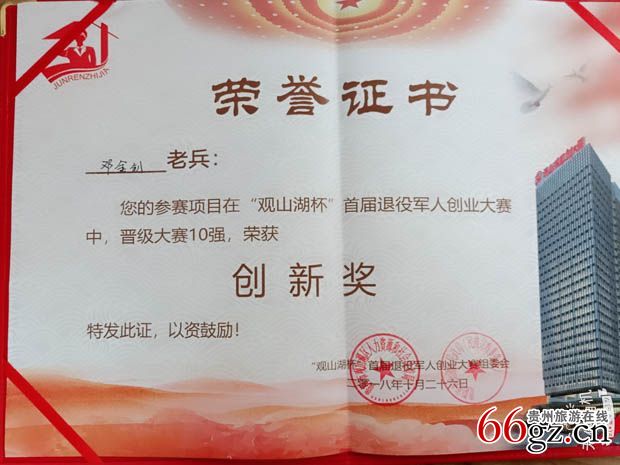 JUNRENZHIJIA
荣誉证书
邓金利 老兵：
您的参赛项目在“观山湖杯”首届退役军人创业大赛
中，晋级大赛10强，荣获
创新奖
特发此证，以资鼓励！
“观山湖杯”首届退役军人创业大赛组委会
二〇一八年十月二十六日
贵州旅游在线
66gz.cn